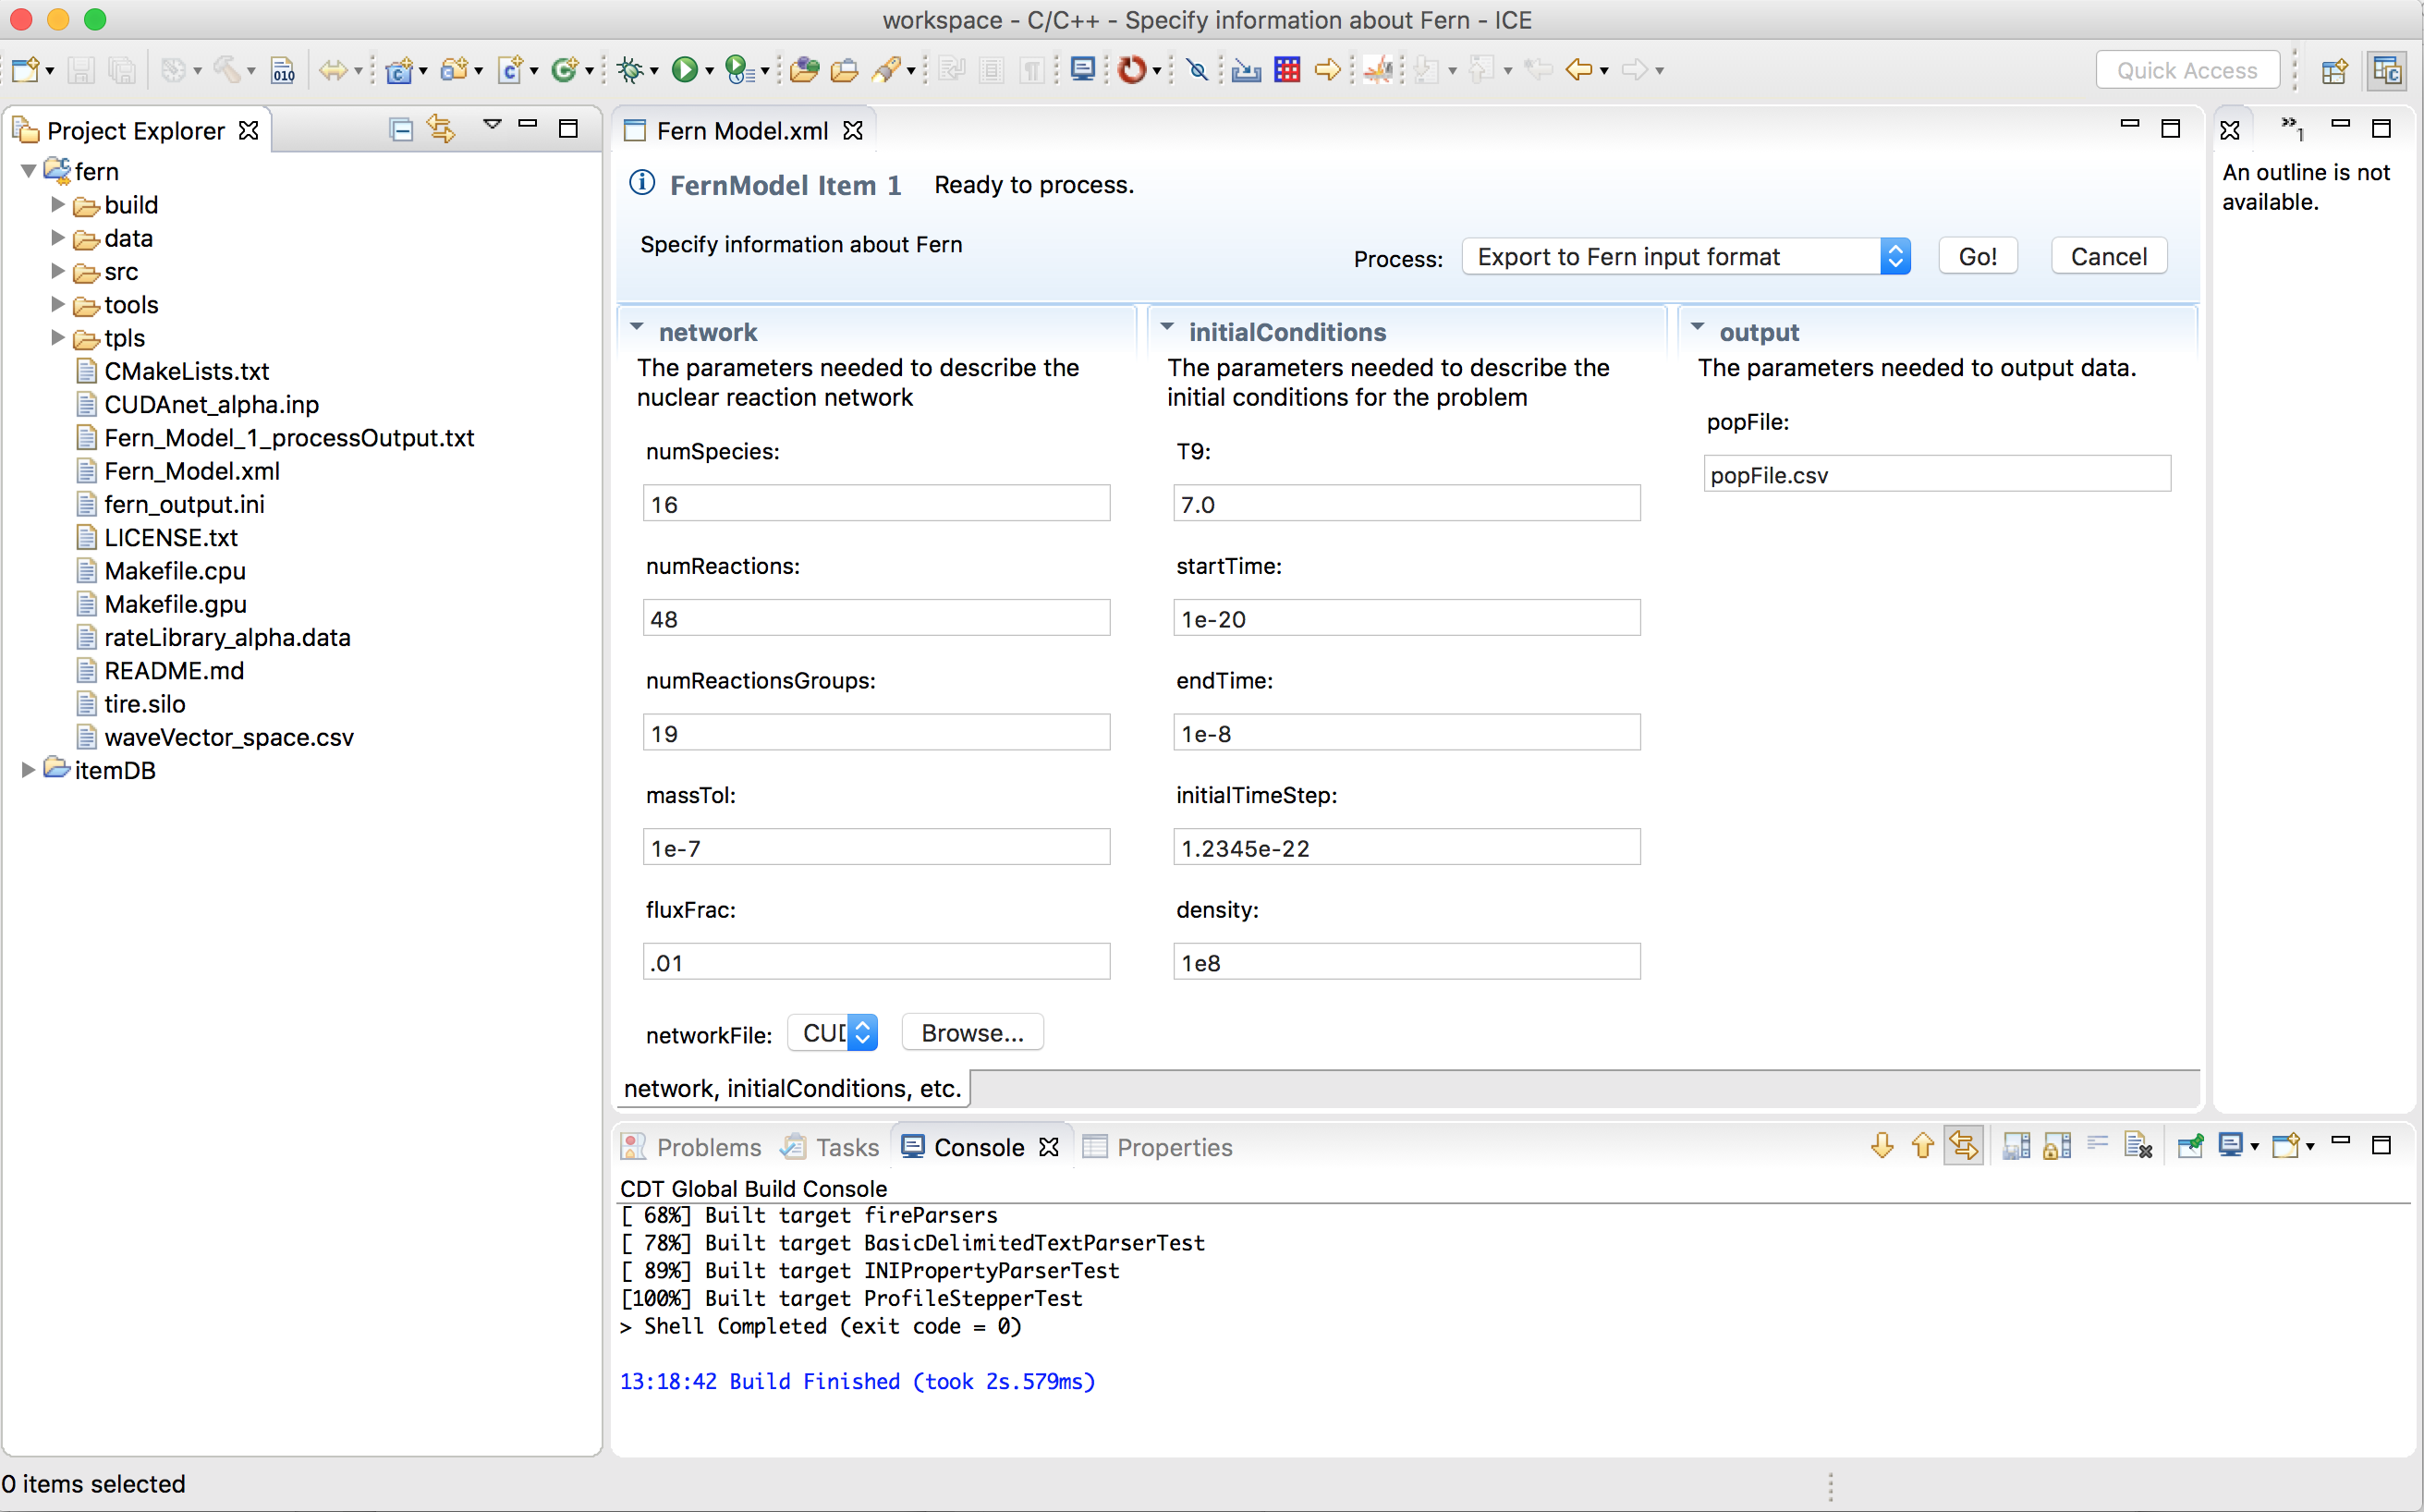 workspace - C/C++ - Specify information about Fern - ICE
010
Quick Access
Project Explorer
fern
build
data
src
tools
tpls
CMakeLists.txt
CUDAnet_alpha.inp
Fern_Model_1_processOutput.txt
Fern_Model.xml
fern_output.ini
LICENSE.txt
Makefile.cpu
Makefile.gpu
rateLibrary_alpha.data
README.md
tire.silo
waveVector_space.csv
itemDB
Fern Model.xml
FernModel Item 1 Ready to process.
Specify information about Fern
Process: Export to Fern input format Go! Cancel
network
The parameters needed to describe the
nuclear reaction network
numSpecies:
16
numReactions:
48
numReactionsGroups:
19
massTol:
1e-7
fluxFrac:
.01
networkFile: CUD Browse...
initialConditions
The parameters needed to describe the
initial conditions for the problem
T9:
7.0
startTime:
1e-20
endTime:
1e-8
initialTimeStep:
1.2345e-22
density:
1e8
output
The parameters needed to output data.
popFile:
popFile.csv
network, initialConditions, etc.
»1
An outline is not
available.
Problems Tasks Console Properties
CDT Global Build Console
[ 68%] Built target fireParsers
[ 78%] Built target BasicDelimitedTextParserTest
[ 89%] Built target INIPropertyParserTest
[100%] Built target ProfileStepperTest
> Shell Completed (exit code = 0)
13:18:42 Build Finished (took 2s.579ms)
0 items selected